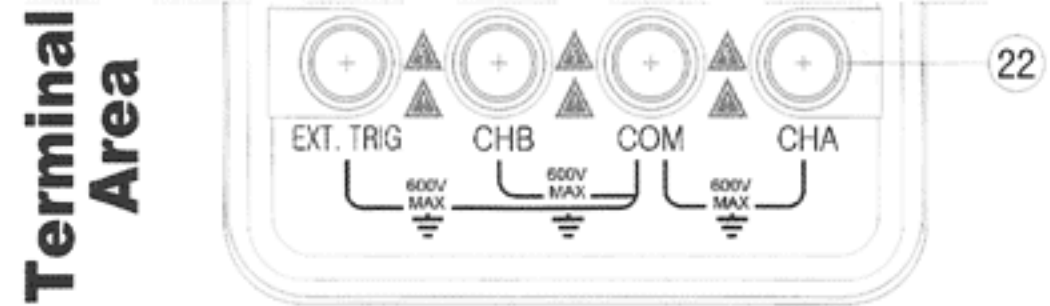 Terminal
Area
EXT. TRIG
CHB
COM
CHA
22
600V
MAX
600V
MAX
600V
MAX